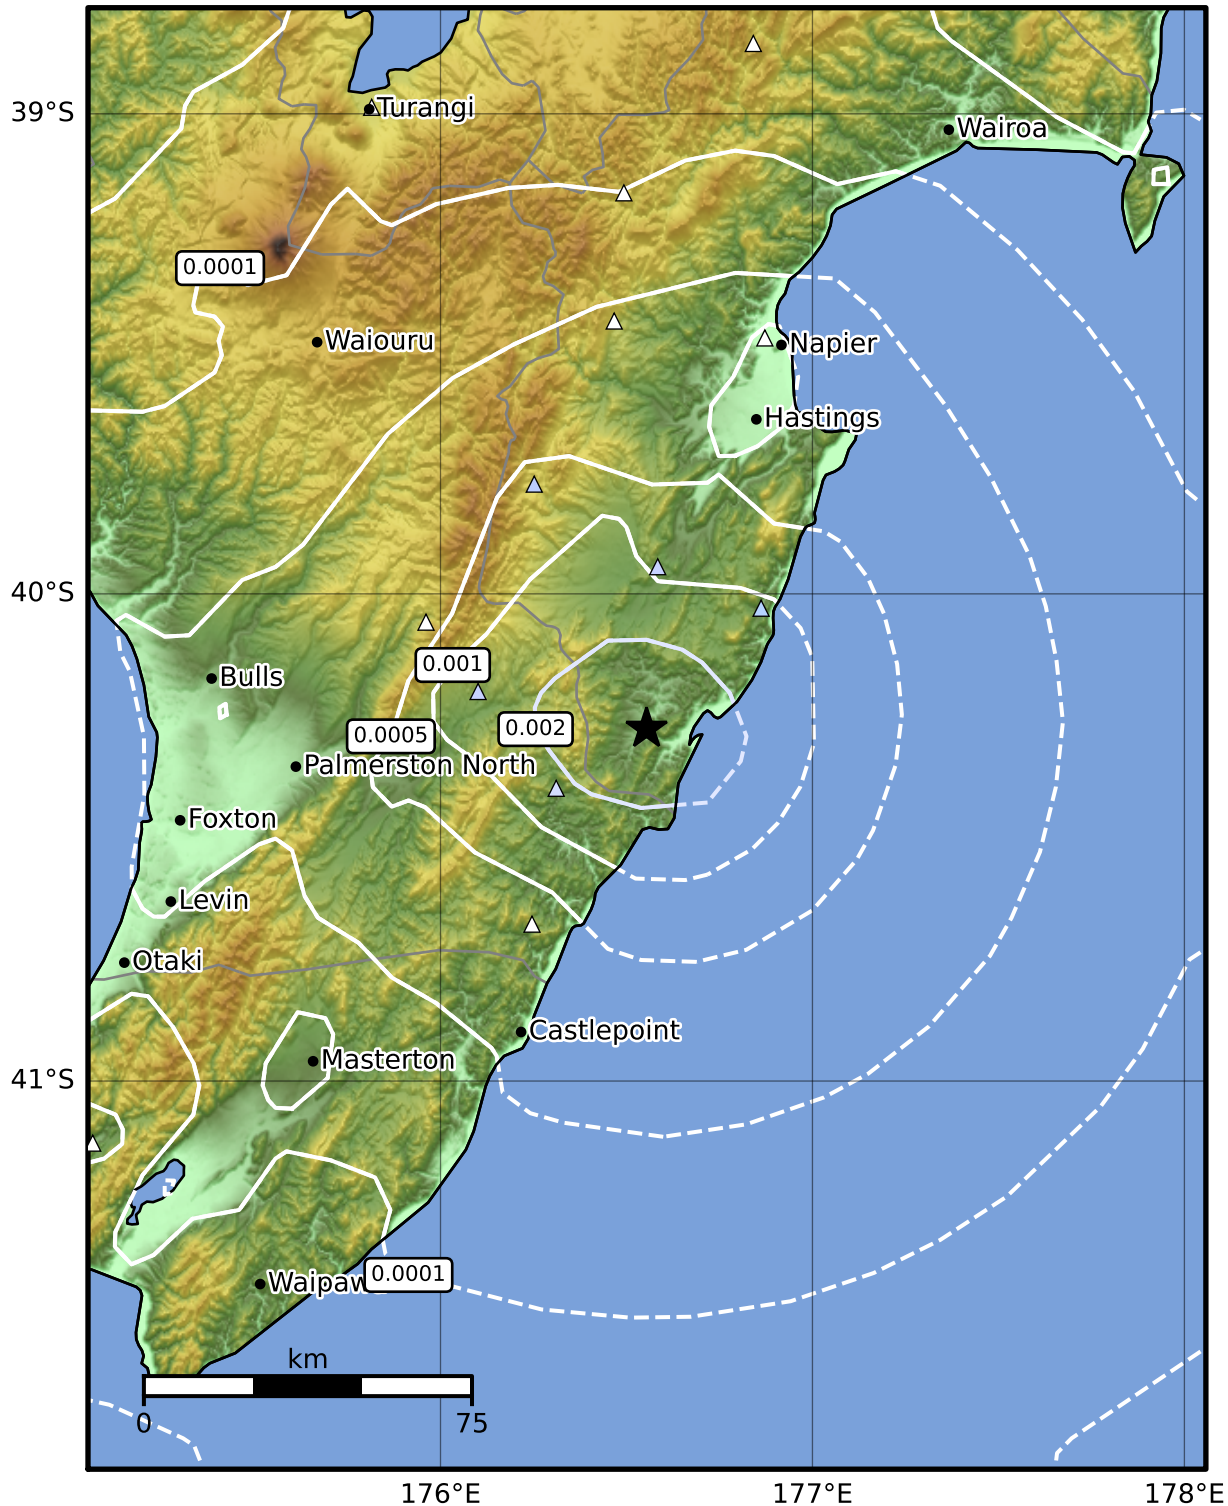 39°S
Turangi
Wairoa
0.0001
Waiouru
Napier
Hastings
40°S
0.001
Bulls
0.002
0.0005
Palmerston North
Foxton
Levin
Otaki
Castlepoint
Masterton
41°S
0.0001
Waipaw
km
0
75
176°E
177°E
178°E